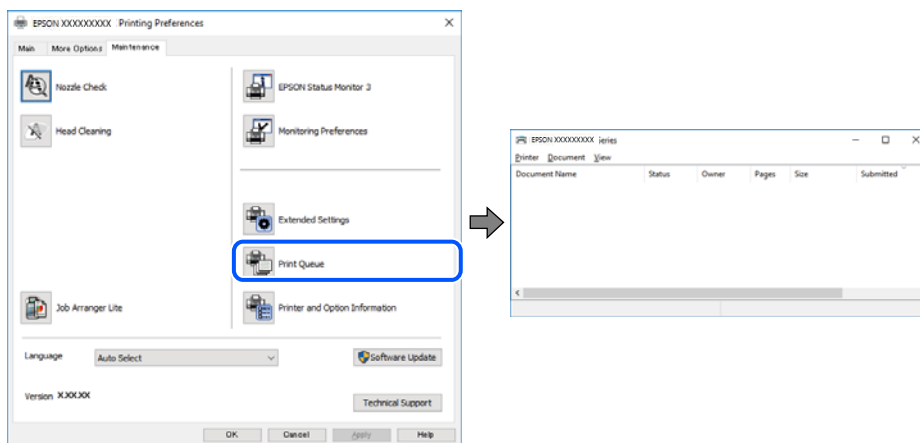 EPSON XXXXXXXXX Printing Preferences
Main More Options Maintenance
Nozzle Check
Head Cleaning
Job Arranger Lite
EPSON Status Monitor 3
Monitoring Preferences
Extended Settings
Print Queue
Printer and Option Information
Language Auto Select Software Update
Version X.XX.XX
Technical Support
OK Cancel Apply Help
EPSON XXXXXXXXX ieries
Printer Document View
Document Name Status Owner Pages Size Submitted